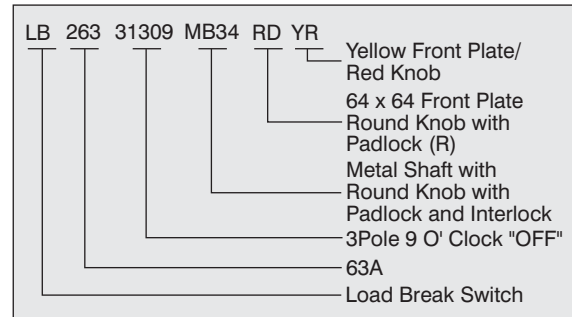 LB 263 31309 MB34 RD YR
Yellow Front Plate/
Red Knob
64 x 64 Front Plate
Round Knob with
Padlock (R)
Metal Shaft with
Round Knob with
Padlock and Interlock
3Pole 9 O' Clock "OFF"
63A
Load Break Switch